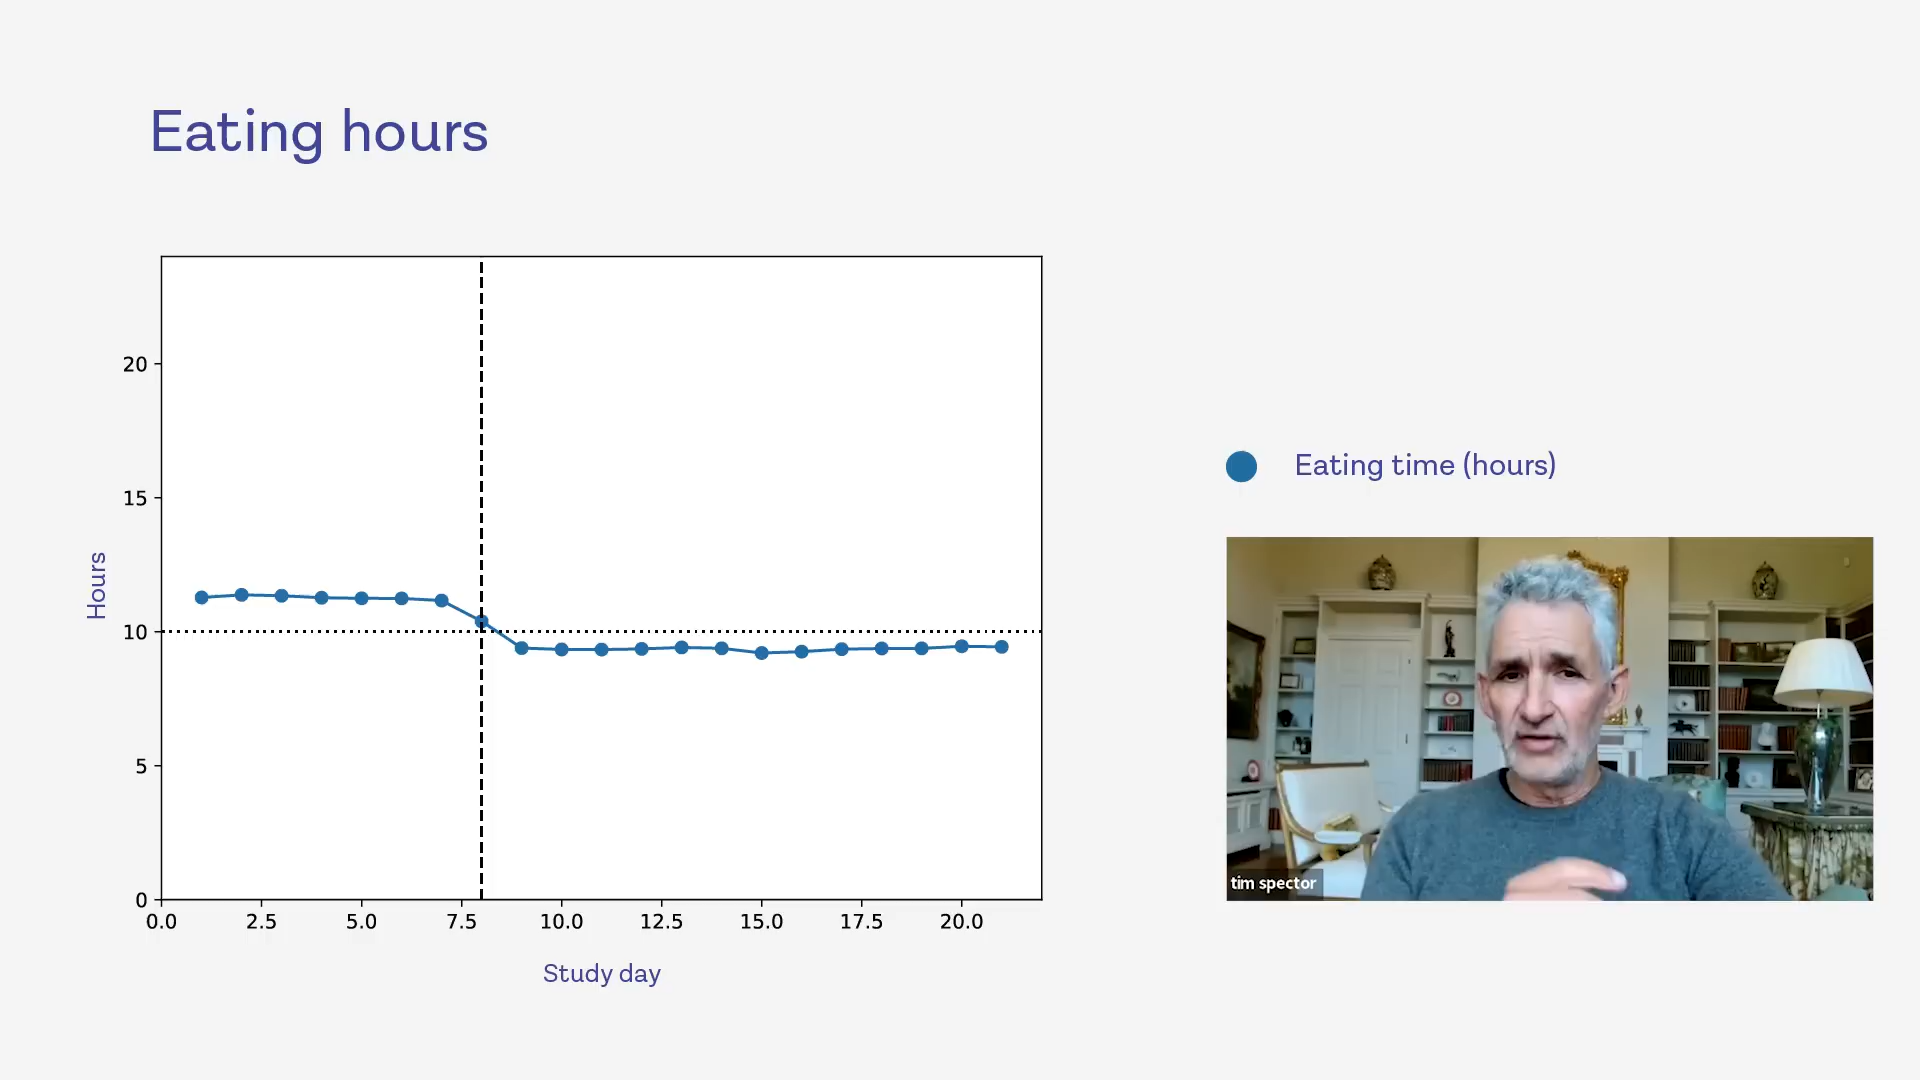 Eating hours
20
15
10
5
0
Hours
0.0 2.5 5.0 7.5 10.0 12.5 15.0 17.5 20.0
Study day
Eating time (hours)
tim spector